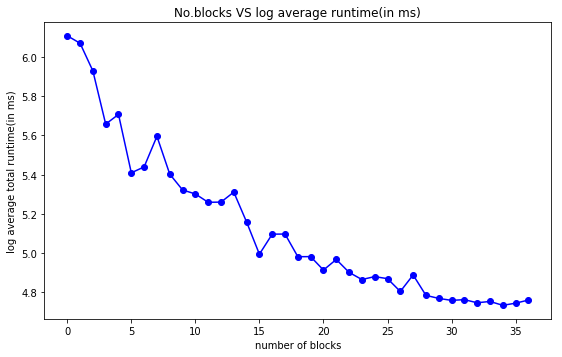 No.blocks VS log average runtime(in ms)
log average total runtime(in ms)
6.0
5.8
5.6
5.4
5.2
5.0
4.8
0 5 10 15 20 25 30 35
number of blocks